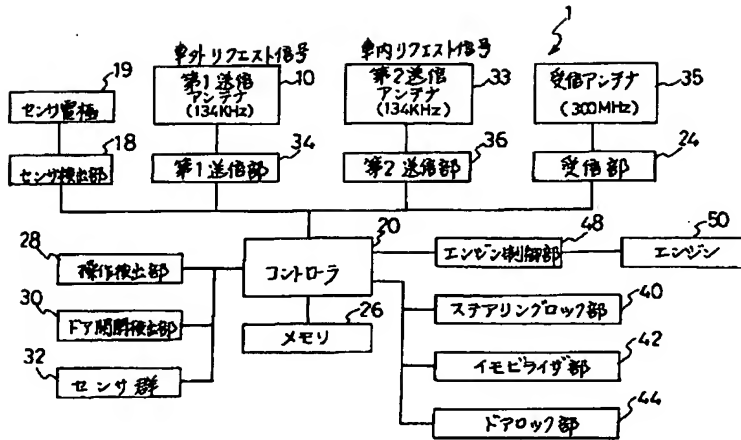 車外リクエスト信号
車内リクエスト信号
1
19
センサ電極
第1送信
アンテナ
(134KHz)
10
第2送信
アンテナ
(134KHz)
33
受信アンテナ
(300MHz)
35
18
センサ検出部
34
第1送信部
36
第2送信部
24
受信部
28
操作検出部
20
コントローラ
48
エンジン制御部
50
エンジン
30
ドア開閉検出部
26
メモリ
40
ステアリングロック部
32
センサ群
42
イモビライザ部
44
ドアロック部